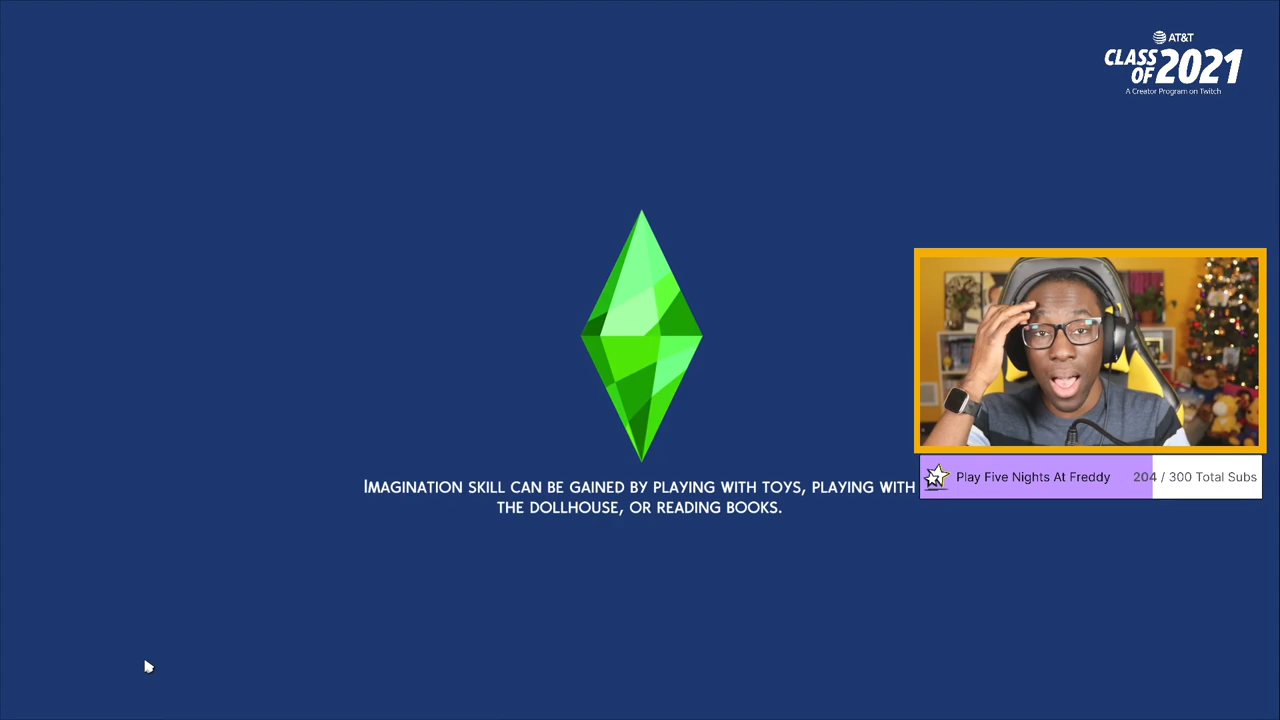 AT&T
CLASS
OF 2021
A Creator Program on Twitch
IMAGINATION SKILL CAN BE GAINED BY PLAYING WITH TOYS, PLAYING WITH
THE DOLLHOUSE, OR READING BOOKS.
Play Five Nights At Freddy 204 / 300 Total Subs